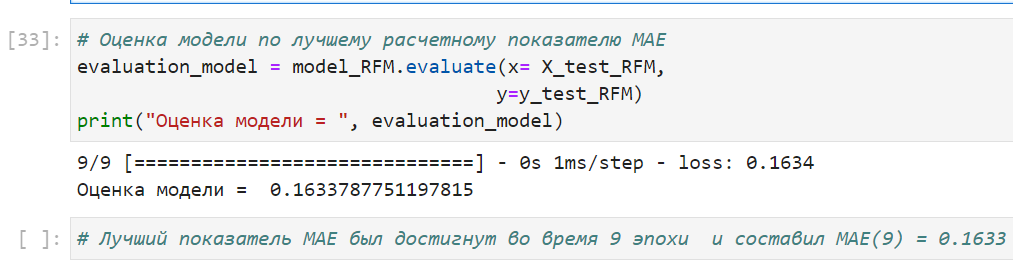 [33]: # Оценка модели по лучшему расчетному показателю MAE
evaluation_model = model_RFM.evaluate(x= X_test_RFM,
y=y_test_RFM)
print("Оценка модели = ", evaluation_model)
9/9 [==============================] - 0s 1ms/step - loss: 0.1634
Оценка модели =  0.1633787751197815
[ ]: # Лучший показатель MAE был достигнут во время 9 эпохи  и составил MAE(9) = 0.1633